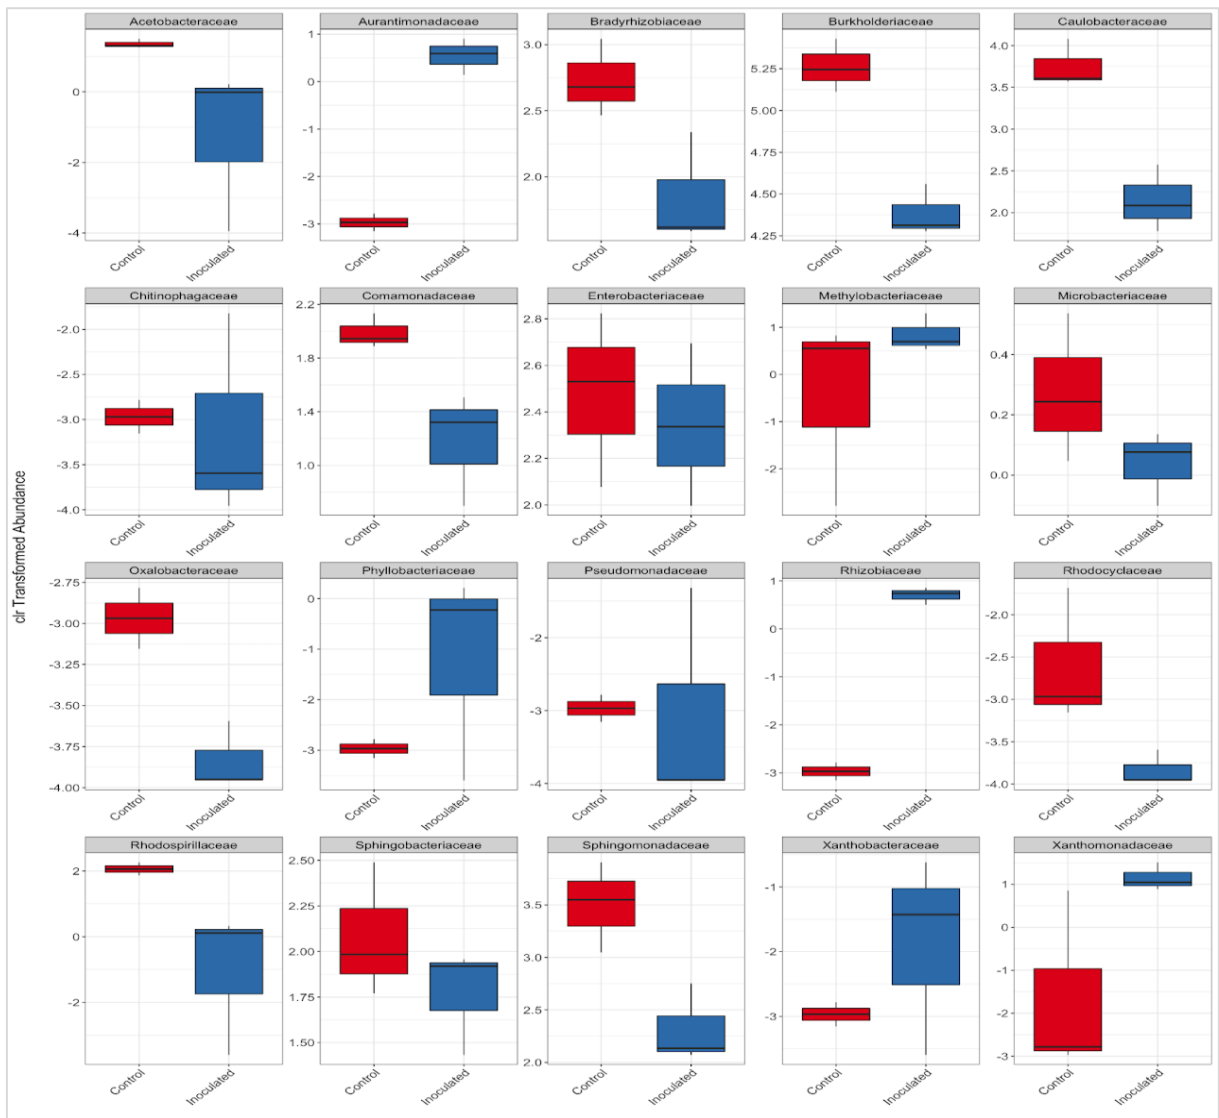 Acetobacteraceae Aurantimonadaceae Bradyrhizobiaceae Burkholderiaceae Caulobacteraceae
0 -2 -4
1 0 -1 -2 -3
3.0 2.5 2.0
5.25 5.00 4.75 4.50 4.25
4.0 3.5 3.0 2.5 2.0
Control Inoculated Control Inoculated Control Inoculated Control Inoculated Control Inoculated
Chitinophagaceae Comamonadaceae Enterobacteriaceae Methylobacteriaceae Microbacteriaceae
-2.0 -2.5 -3.0 -3.5 -4.0
2.2 1.8 1.4 1.0
2.8 2.6 2.4 2.2 2.0
1 0 -1 -2
0.4 0.2 0.0
Control Inoculated Control Inoculated Control Inoculated Control Inoculated Control Inoculated
clr Transformed Abundance
Oxalobacteraceae Phyllobacteriaceae Pseudomonadaceae Rhizobiaceae Rhodocyclaceae
-2.75 -3.00 -3.25 -3.50 -3.75 -4.00
0 -1 -2 -3
-2 -3 -4
1 0 -1 -2 -3
-2.0 -2.5 -3.0 -3.5 -4.0
Control Inoculated Control Inoculated Control Inoculated Control Inoculated Control Inoculated
Rhodospirillaceae Sphingobacteriaceae Sphingomonadaceae Xanthobacteraceae Xanthomonadaceae
2 0 -2
2.50 2.25 2.00 1.75 1.50
3.5 3.0 2.5 2.0
-1 -2 -3
1 0 -1 -2 -3
Control Inoculated Control Inoculated Control Inoculated Control Inoculated Control Inoculated